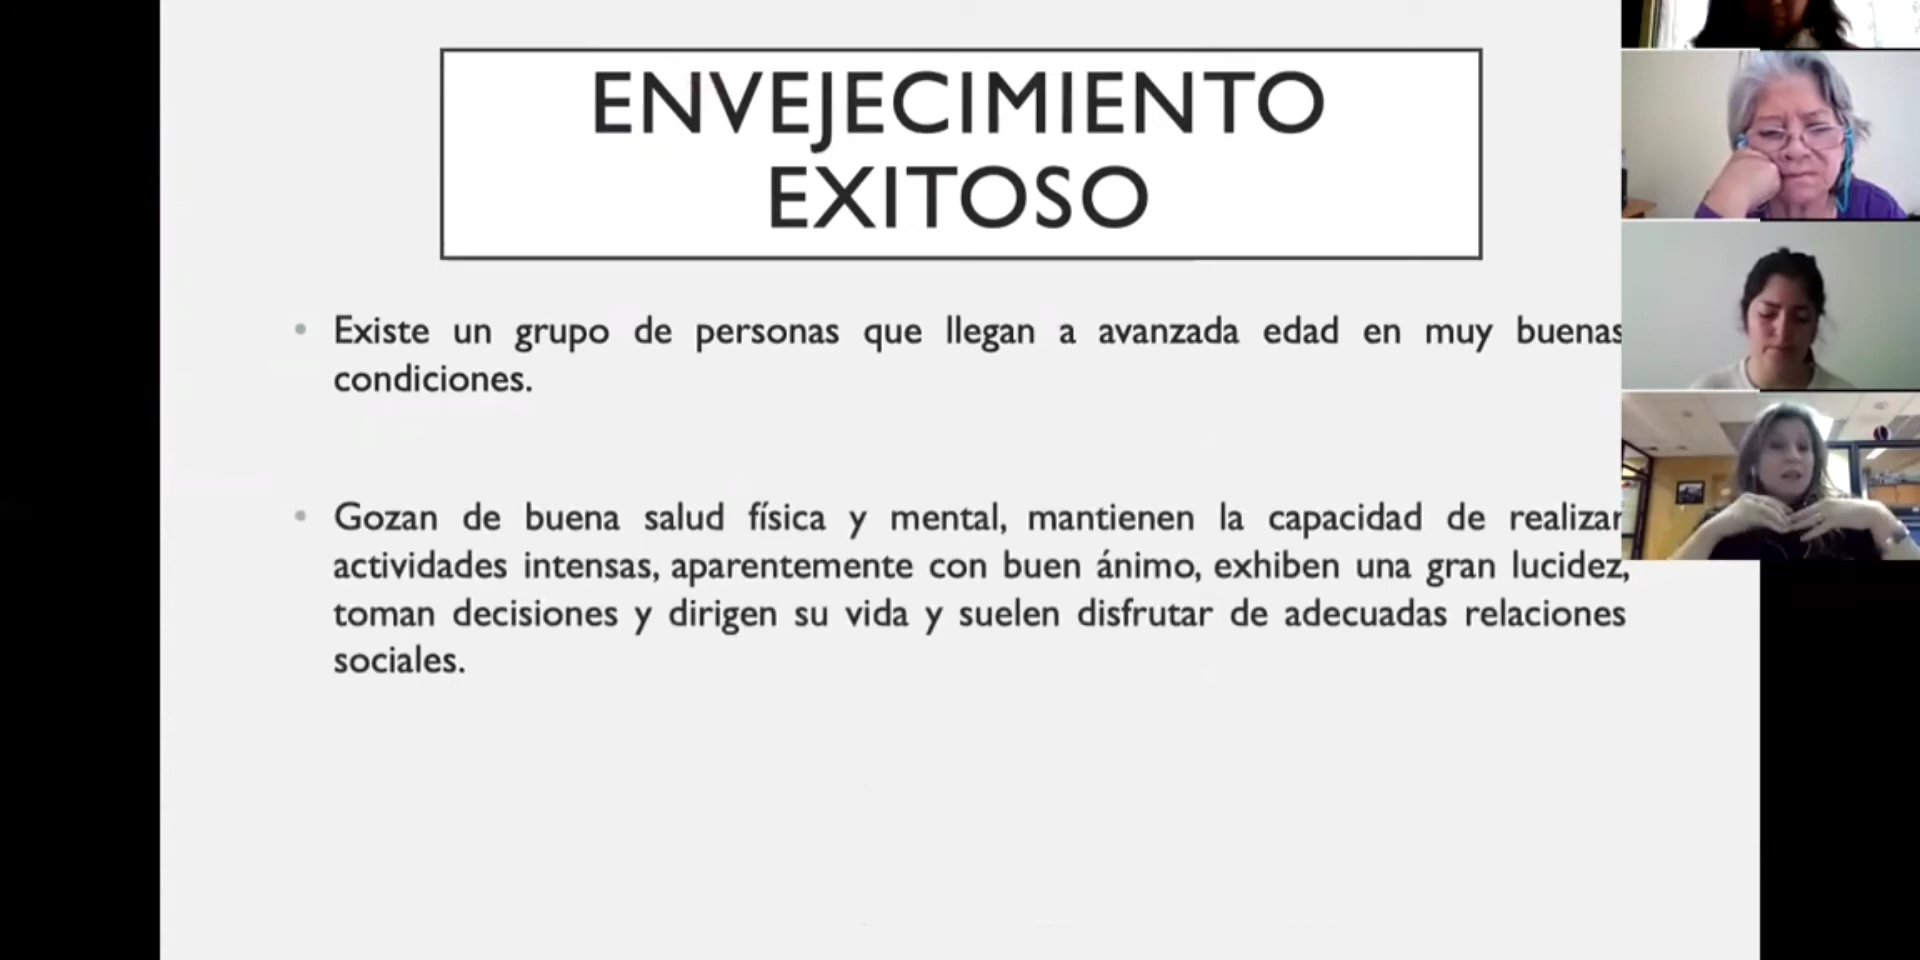 ENVEJECIMIENTO
EXITOSO
• Existe un grupo de personas que llegan a avanzada edad en muy buenas
condiciones.
• Gozan de buena salud física y mental, mantienen la capacidad de realizar
actividades intensas, aparentemente con buen ánimo, exhiben una gran lucidez,
toman decisiones y dirigen su vida y suelen disfrutar de adecuadas relaciones
sociales.